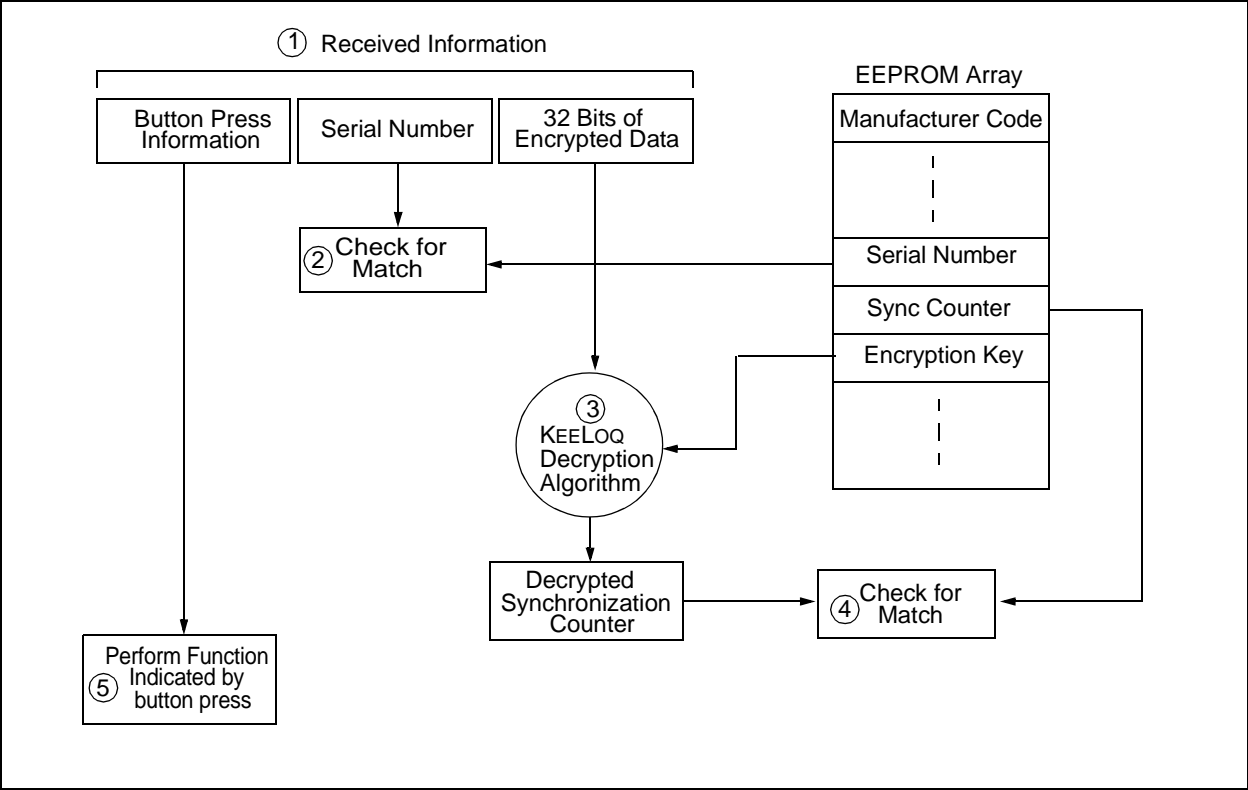 1 Received Information
EEPROM Array
Button Press
Information
Serial Number
32 Bits of
Encrypted Data
Manufacturer Code
2 Check for
Match
Serial Number
Sync Counter
Encryption Key
3
KEELOQ
Decryption
Algorithm
Decrypted
Synchronization
Counter
4 Check for
Match
Perform Function
5 Indicated by
button press